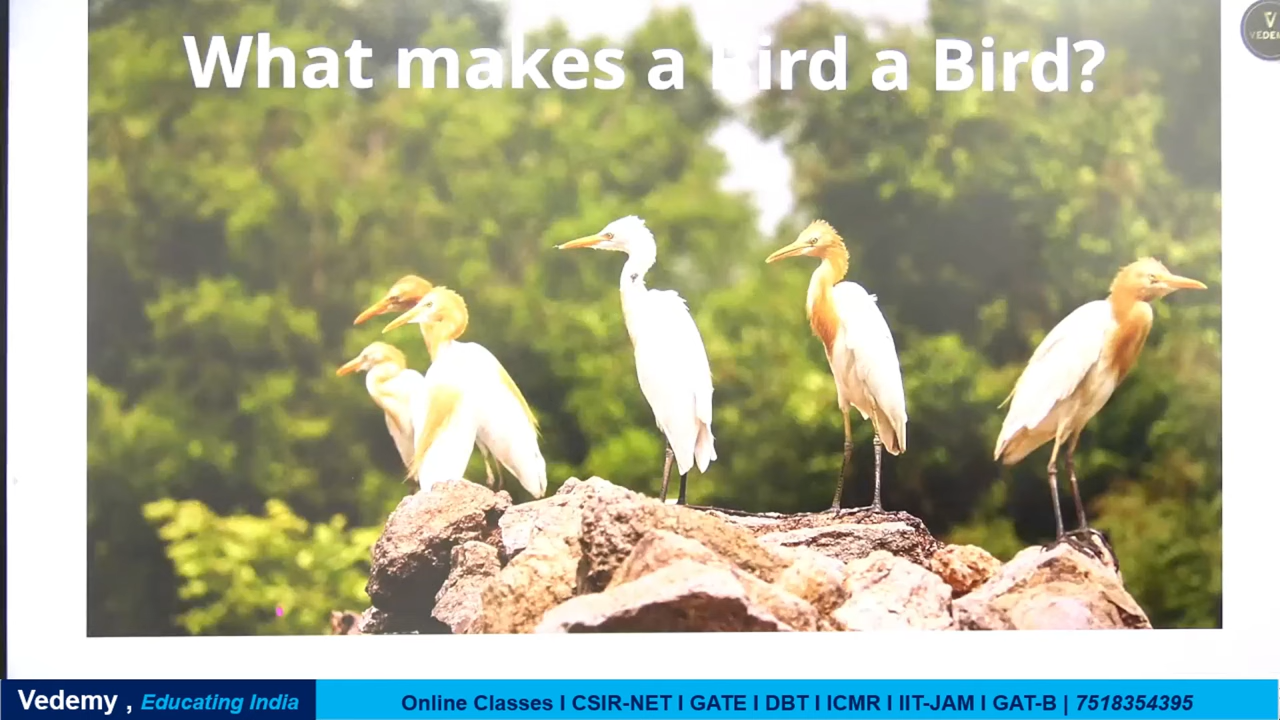 What makes a Bird a Bird?
V
Vedemy , Educating India
Online Classes I CSIR-NET I GATE I DBT I ICMR I IIT-JAM I GAT-B | 7518354395